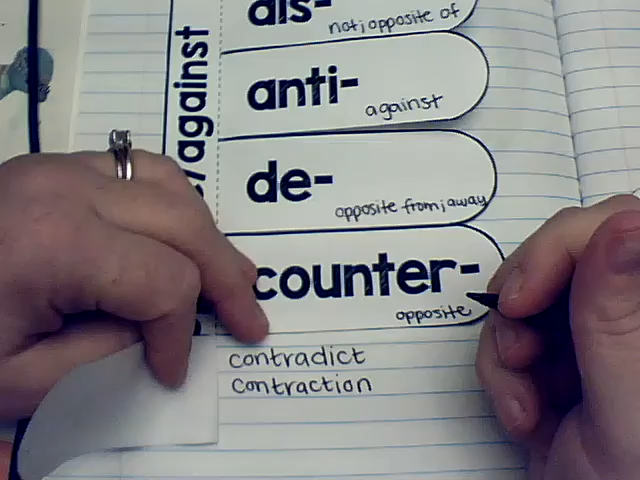 dis-
not; opposite of
/against
anti-
against
de-
opposite from; away
counter-
opposite
contradict
contraction